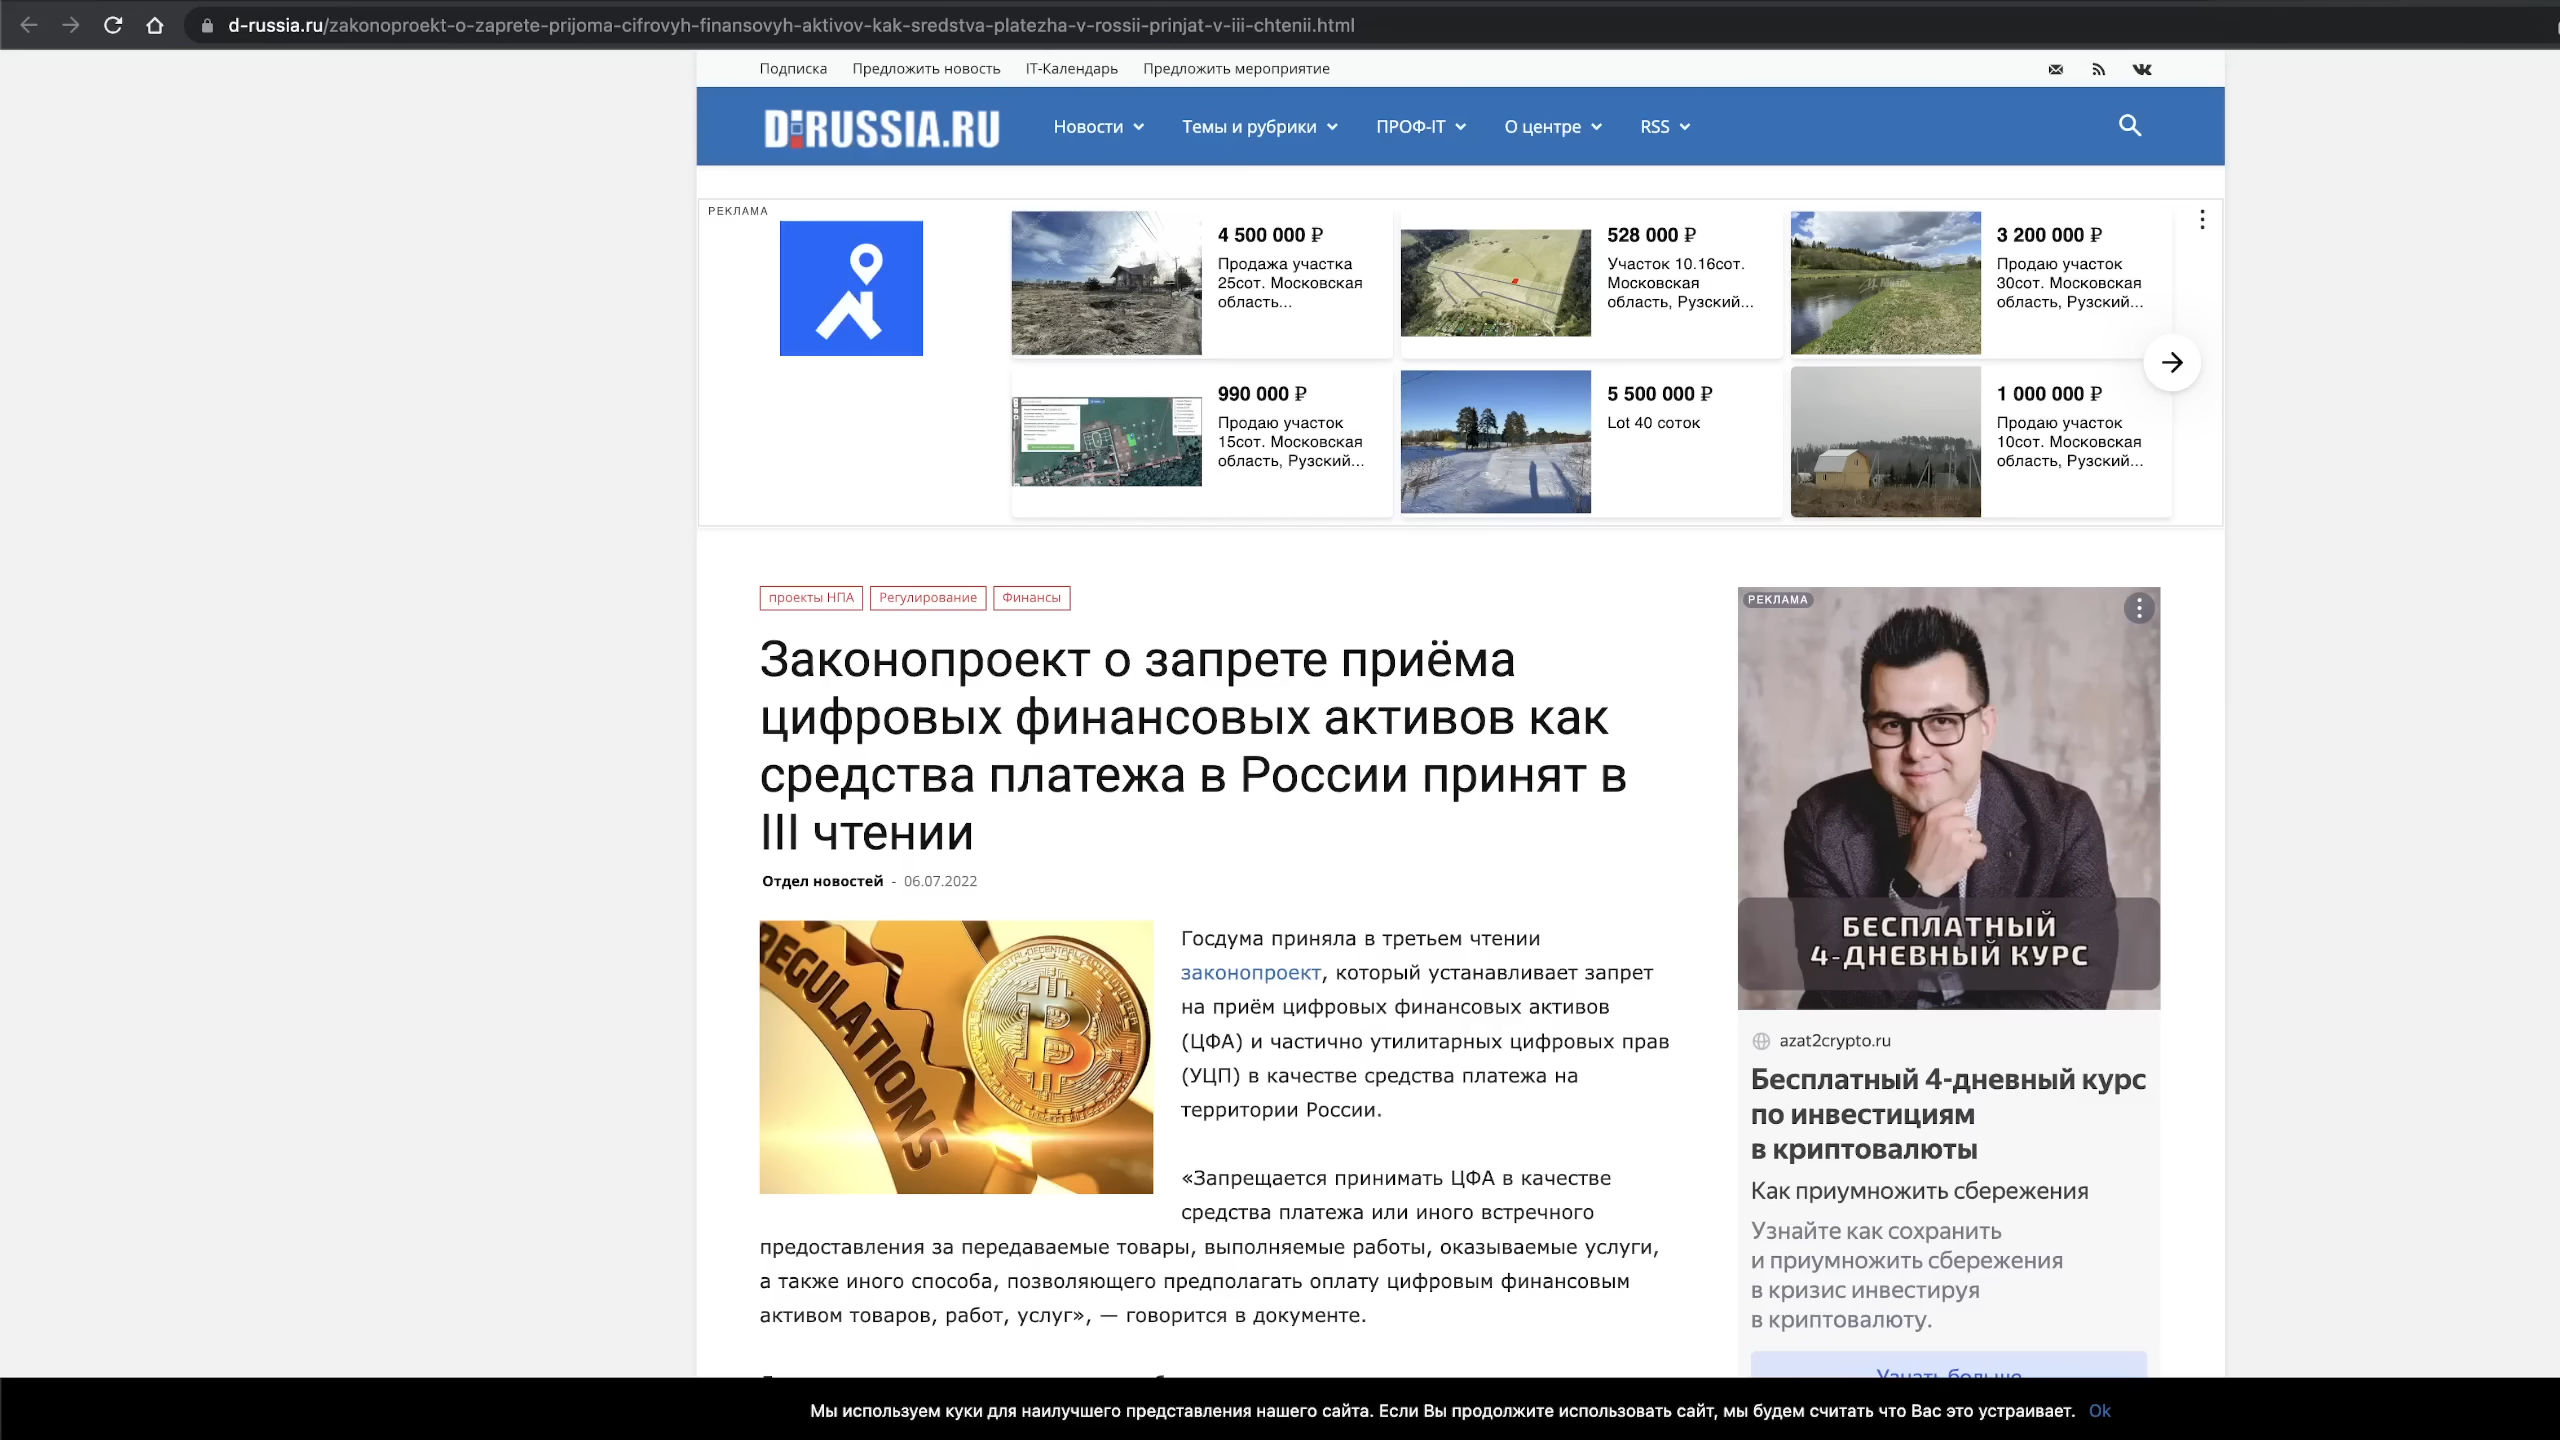 d-russia.ru/zakonoproekt-o-zaprete-prijoma-cifrovyh-finansovyh-aktivov-kak-sredstva-platezha-v-rossii-prinjat-v-iii-chtenii.html
Подписка Предложить новость IT-Календарь Предложить мероприятие
D-RUSSIA.RU Новости Темы и рубрики ПРОФ-IT О центре RSS
РЕКЛАМА
4 500 000 ₽
Продажа участка
25сот. Московская
область...
528 000 ₽
Участок 10.16сот.
Московская
область, Рузский...
3 200 000 ₽
Продаю участок
30сот. Московская
область, Рузский...
990 000 ₽
Продаю участок
15сот. Московская
область, Рузский...
5 500 000 ₽
Lot 40 соток
1 000 000 ₽
Продаю участок
10сот. Московская
область, Рузский...
проекты НПА Регулирование Финансы
Законопроект о запрете приёма
цифровых финансовых активов как
средства платежа в России принят в
III чтении
Отдел новостей - 06.07.2022
REGULATIONS
Госдума приняла в третьем чтении
законопроект, который устанавливает запрет
на приём цифровых финансовых активов
(ЦФА) и частично утилитарных цифровых прав
(УЦП) в качестве средства платежа на
территории России.
«Запрещается принимать ЦФА в качестве
средства платежа или иного встречного
предоставления за передаваемые товары, выполняемые работы, оказываемые услуги,
а также иного способа, позволяющего предполагать оплату цифровым финансовым
активом товаров, работ, услуг», — говорится в документе.
РЕКЛАМА
БЕСПЛАТНЫЙ
4-ДНЕВНЫЙ КУРС
azat2crypto.ru
Бесплатный 4-дневный курс
по инвестициям
в криптовалюты
Как приумножить сбережения
Узнайте как сохранить
и приумножить сбережения
в кризис инвестируя
в криптовалюту.
Узнать больше
Мы используем куки для наилучшего представления нашего сайта. Если Вы продолжите использовать сайт, мы будем считать что Вас это устраивает. Ok